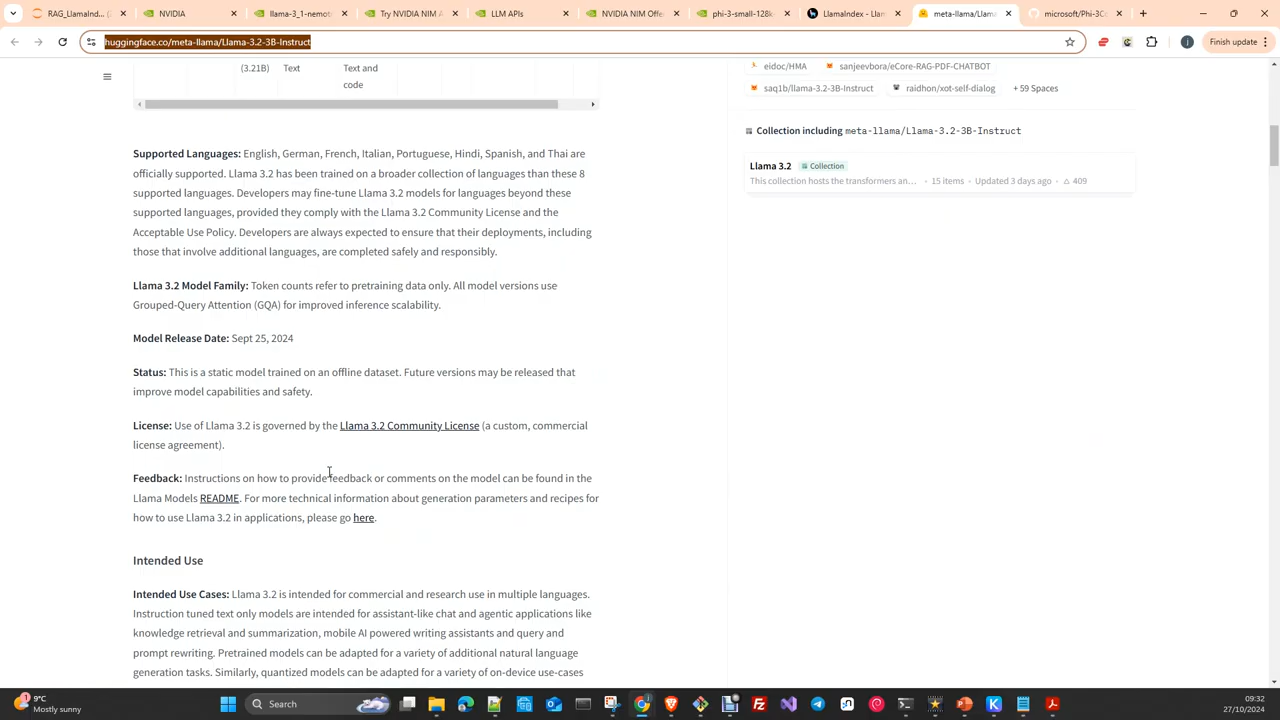 RAG_LlamaInd... (
NVIDIA
llama-3_1-nemot
Try NVIDIA NIM A
LLM APIs
NVIDIA NIM Offe
phi-3-small-128k
LlamaIndex - Llam
meta-llama/Llama
microsoft/Phi-3Co
huggingface.co/meta-llama/Llama-3.2-3B-Instruct
Finish update
(3.21B) Text Text and
code
eidoc/HMA sanjeevbora/eCore-RAG-PDF-CHATBOT
saq1b/llama-3.2-3B-Instruct raidhon/xot-self-dialog + 59 Spaces
Collection including meta-llama/Llama-3.2-3B-Instruct
Llama 3.2 Collection
This collection hosts the transformers an... • 15 items • Updated 3 days ago • △ 409
Supported Languages: English, German, French, Italian, Portuguese, Hindi, Spanish, and Thai are
officially supported. Llama 3.2 has been trained on a broader collection of languages than these 8
supported languages. Developers may fine-tune Llama 3.2 models for languages beyond these
supported languages, provided they comply with the Llama 3.2 Community License and the
Acceptable Use Policy. Developers are always expected to ensure that their deployments, including
those that involve additional languages, are completed safely and responsibly.
Llama 3.2 Model Family: Token counts refer to pretraining data only. All model versions use
Grouped-Query Attention (GQA) for improved inference scalability.
Model Release Date: Sept 25, 2024
Status: This is a static model trained on an offline dataset. Future versions may be released that
improve model capabilities and safety.
License: Use of Llama 3.2 is governed by the Llama 3.2 Community License (a custom, commercial
license agreement).
Feedback: Instructions on how to provide feedback or comments on the model can be found in the
Llama Models README. For more technical information about generation parameters and recipes for
how to use Llama 3.2 in applications, please go here.
Intended Use
Intended Use Cases: Llama 3.2 is intended for commercial and research use in multiple languages.
Instruction tuned text only models are intended for assistant-like chat and agentic applications like
knowledge retrieval and summarization, mobile AI powered writing assistants and query and
prompt rewriting. Pretrained models can be adapted for a variety of additional natural language
generation tasks. Similarly, quantized models can be adapted for a variety of on-device use-cases
9°C
Mostly sunny
Search
09:32
27/10/2024